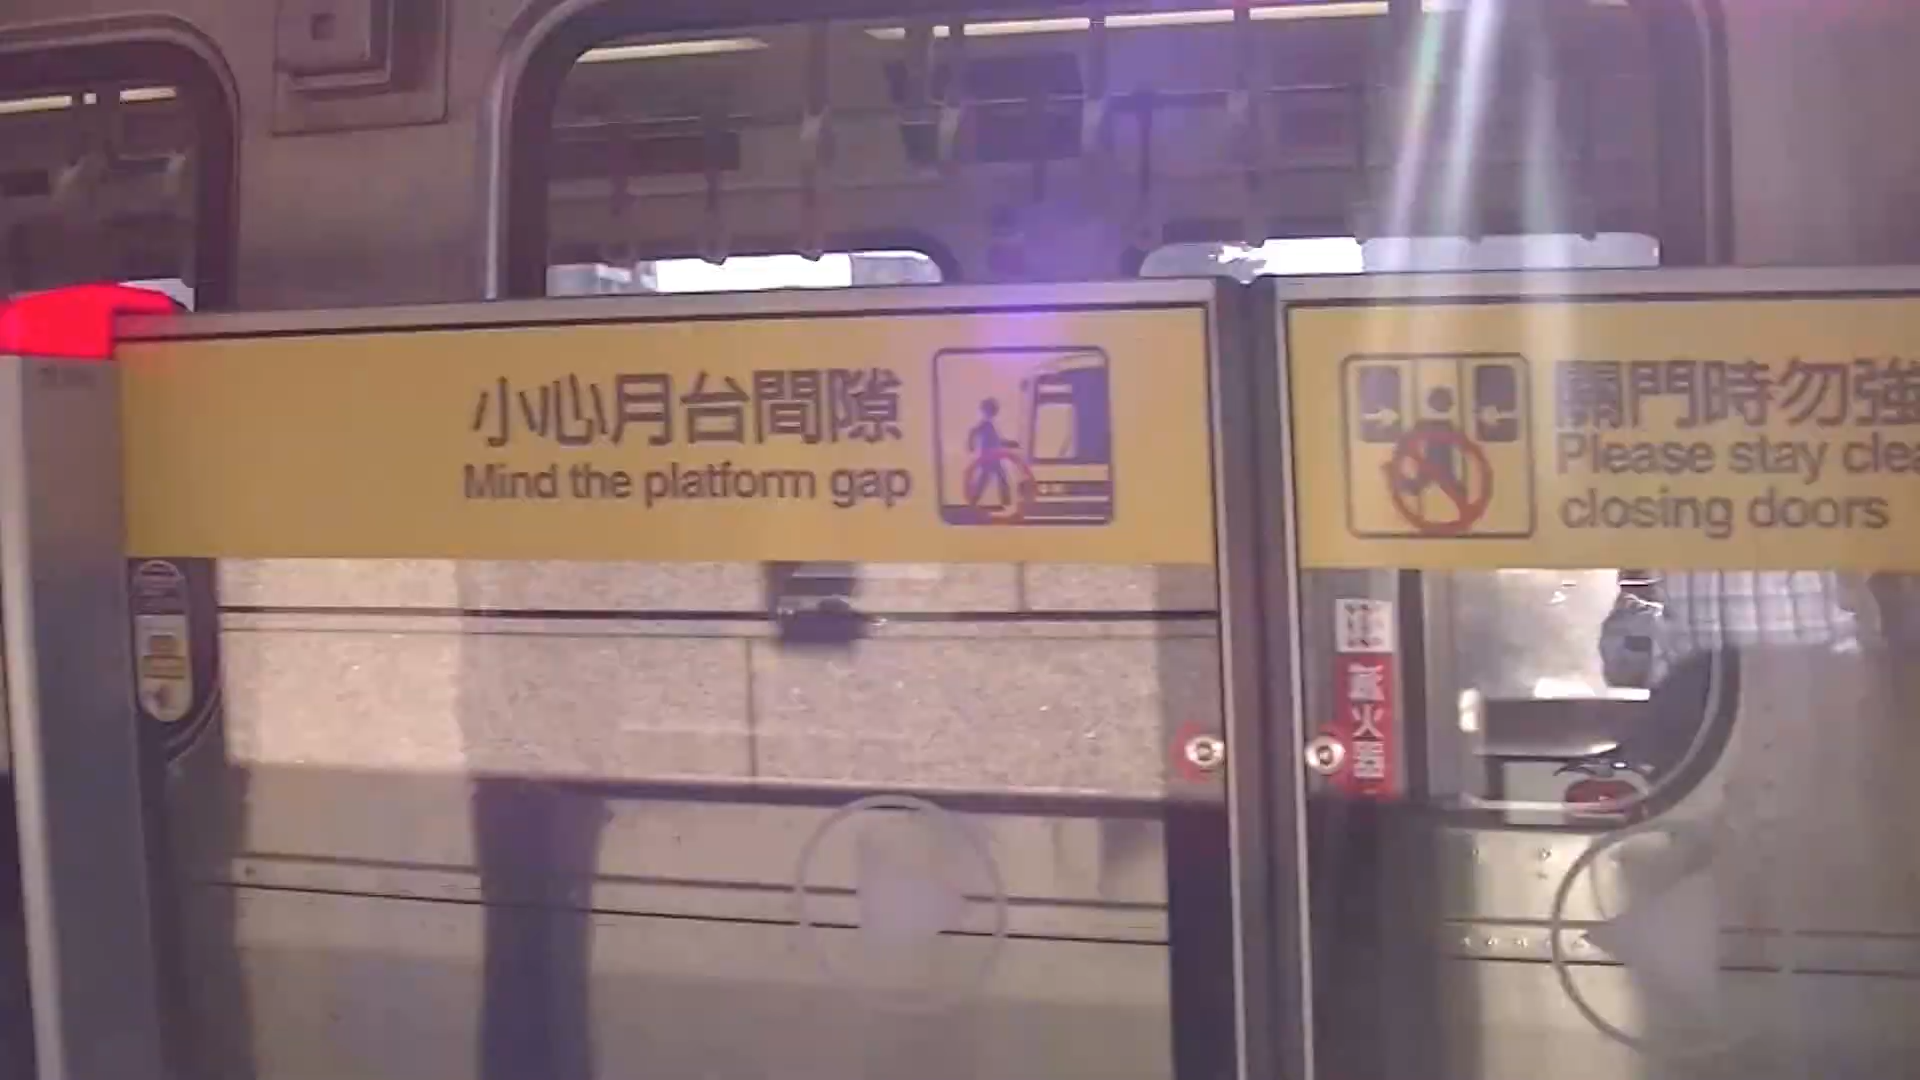 小心月台間隙
Mind the platform gap
關門時勿強
Please stay clea
closing doors
滅火器